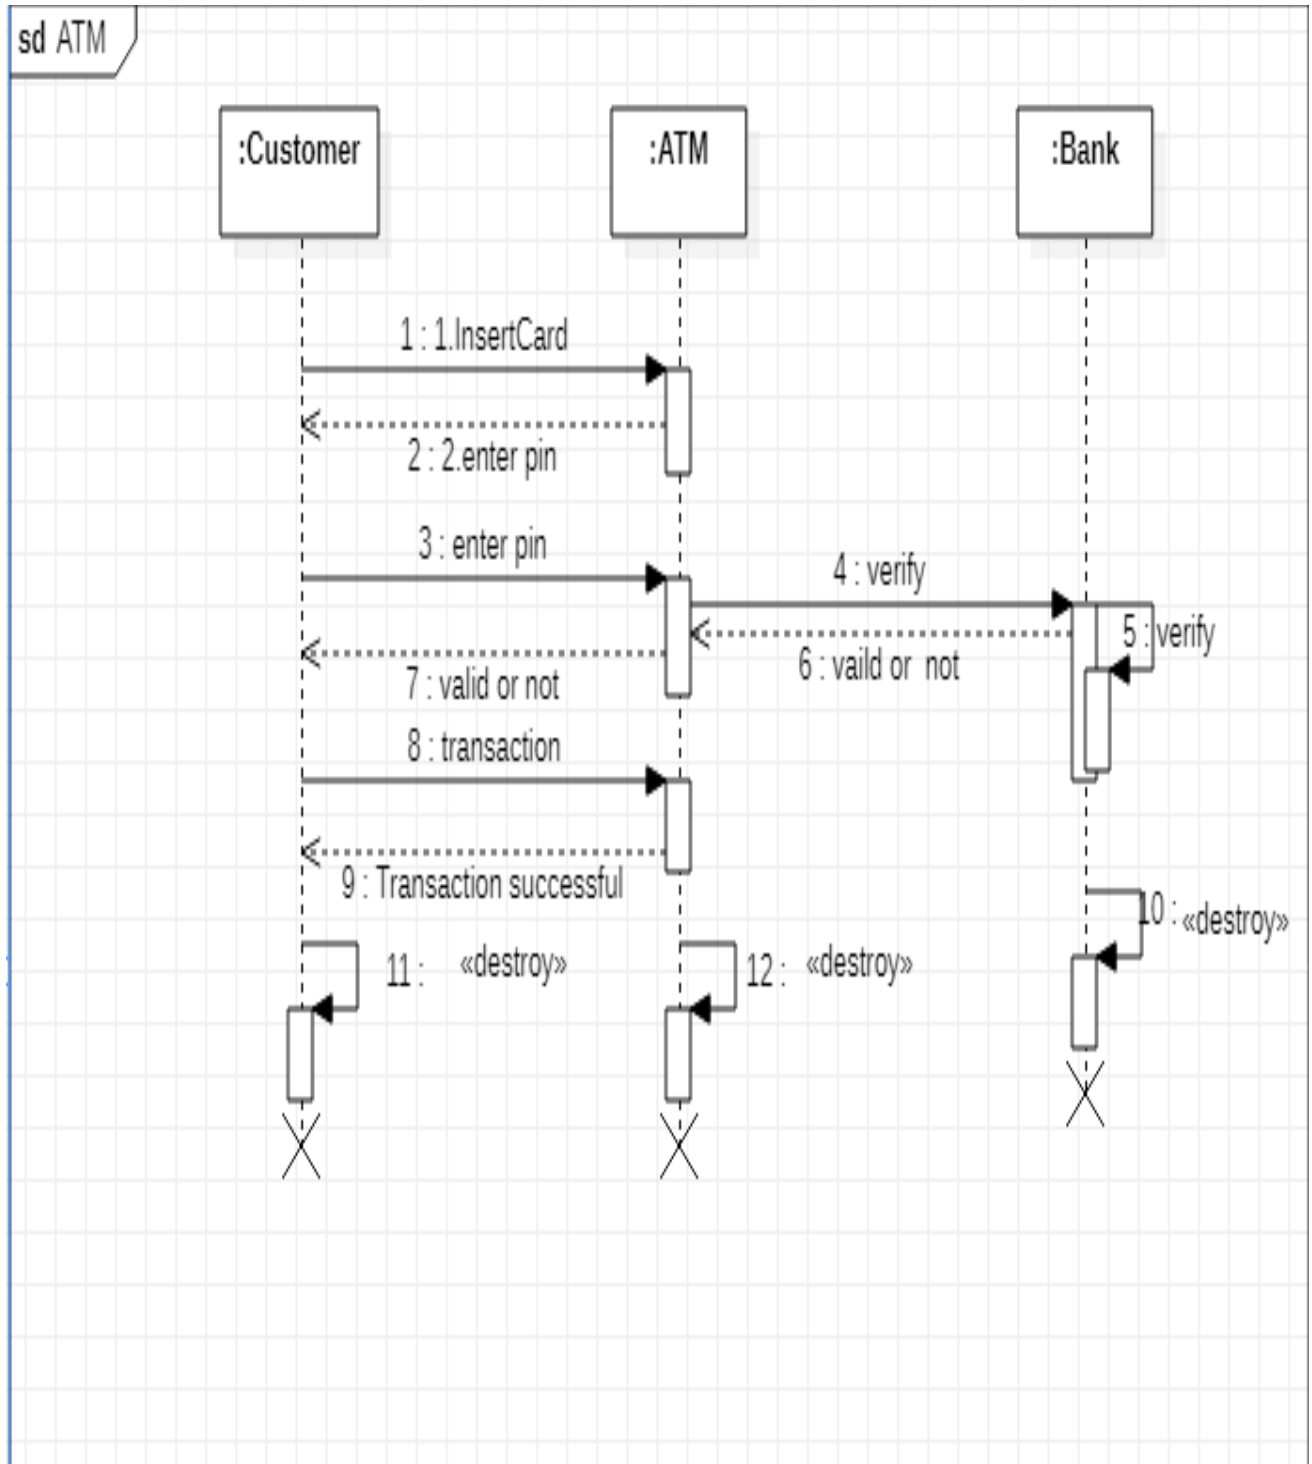 sd ATM
:Customer
:ATM
:Bank
1 : 1.InsertCard
2 : 2.enter pin
3 : enter pin
4 : verify
5 : verify
6 : vaild or  not
7 : valid or not
8 : transaction
9 : Transaction successful
10 : «destroy»
11 : «destroy»
12 : «destroy»